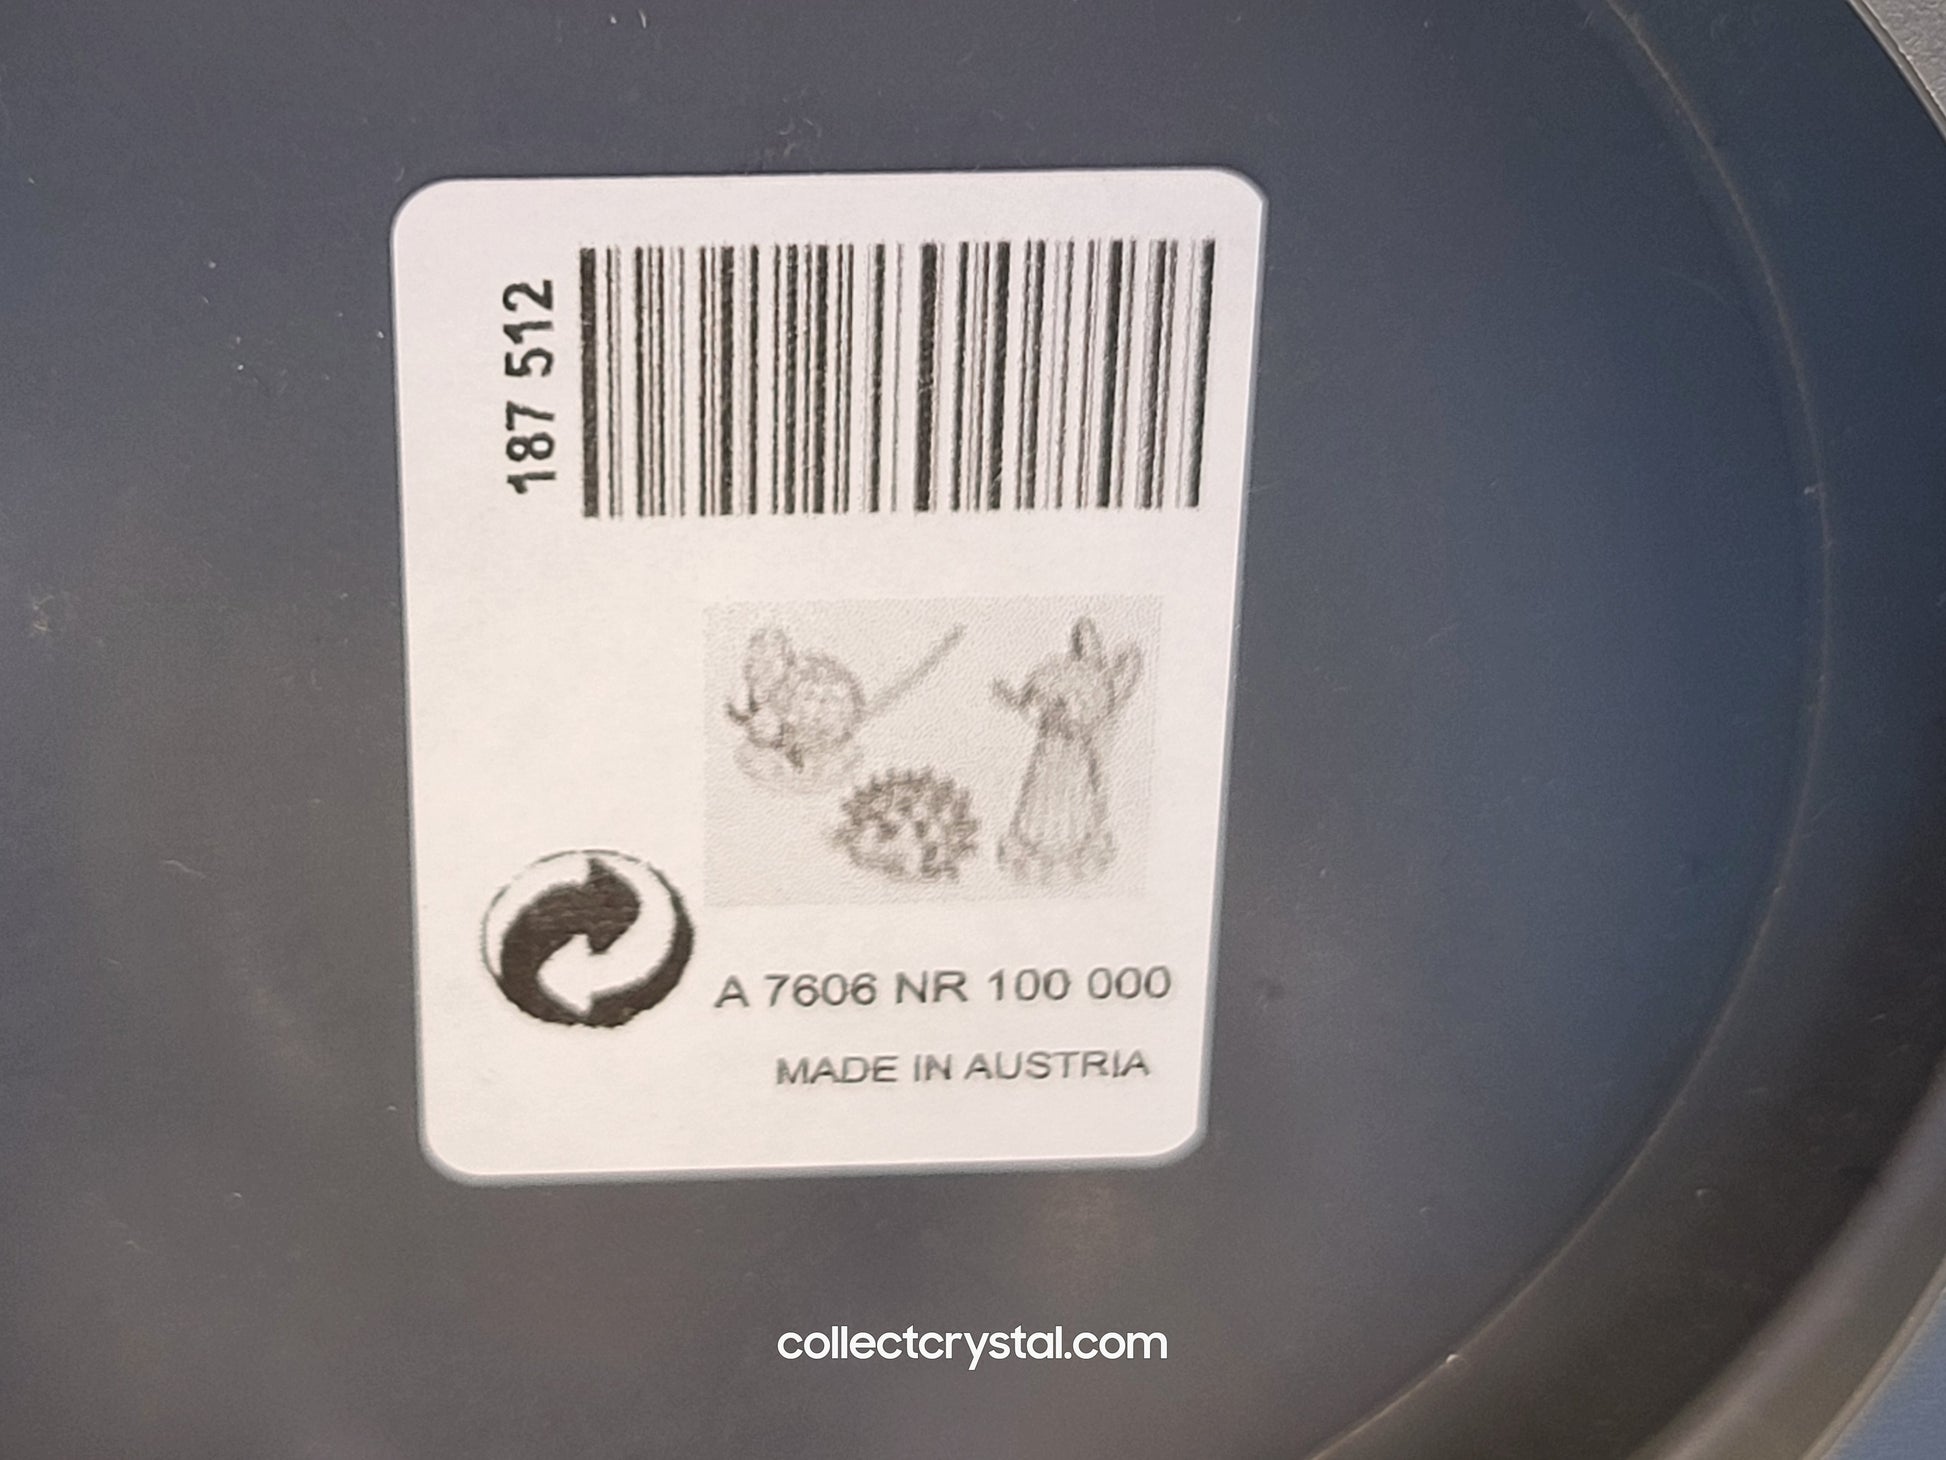 187 512
A 7606 NR 100 000
MADE IN AUSTRIA
collectcrystal.com